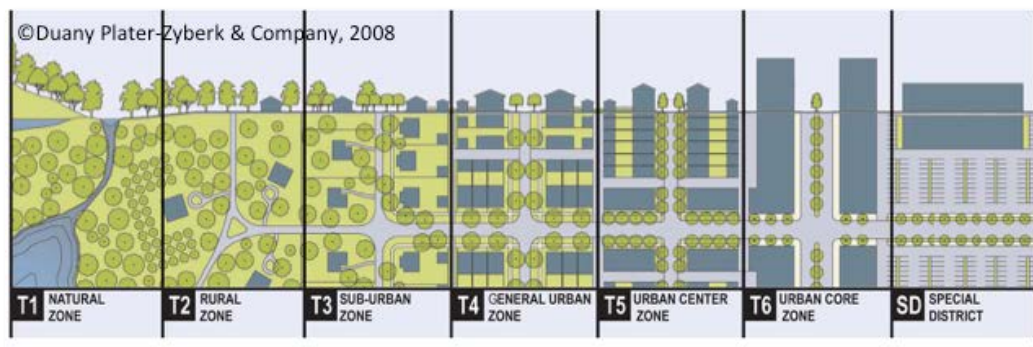 ©Duany Plater-Zyberk & Company, 2008
T1 NATURAL
ZONE
T2 RURAL
ZONE
T3 SUB-URBAN
ZONE
T4 GENERAL URBAN
ZONE
T5 URBAN CENTER
ZONE
T6 URBAN CORE
ZONE
SD SPECIAL
DISTRICT